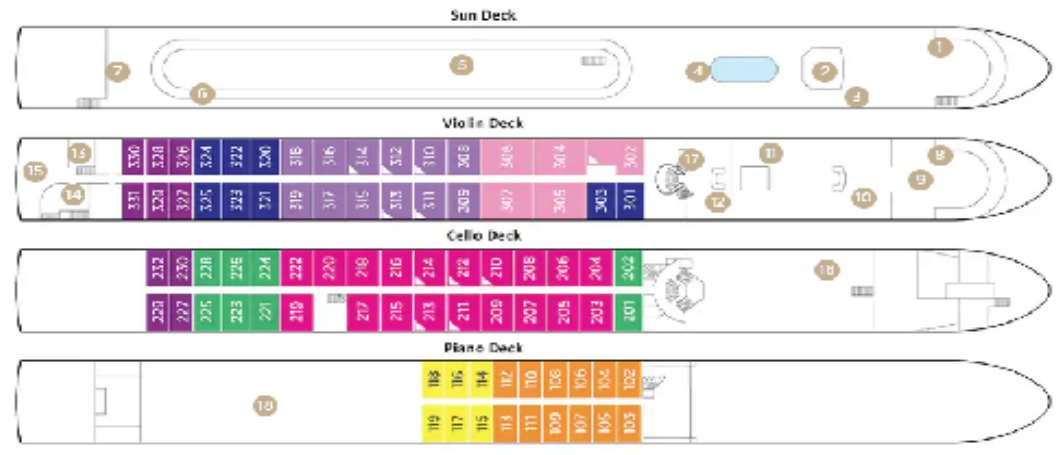 Sun Deck
1
7 5 4 2
6 3
Violin Deck
13 330 328 326 324 322 320 318 316 314 312 310 308 306 304 302 17 11 8
15 9
14 331 329 327 325 323 321 319 317 315 313 311 309 307 305 303 301 12 10
Cello Deck
232 230 228 226 224 222 220 218 216 214 212 210 208 206 204 202 16
229 227 225 223 221 219 217 215 213 211 209 207 205 203 201
Piano Deck
118 116 114 112 110 108 106 104 102
18
119 117 115 113 111 109 107 105 103